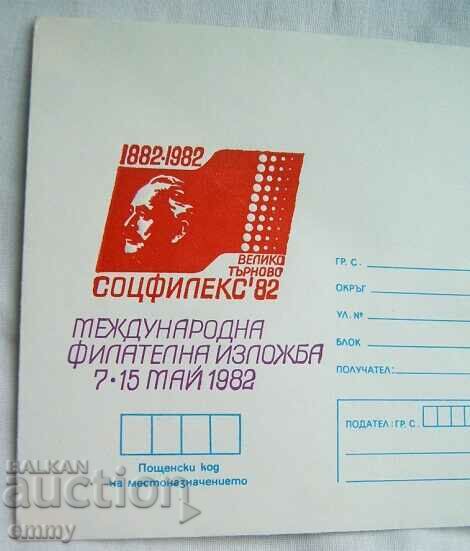 1882·1982
ВЕЛИКО
ТЪРНОВО
СОЦФИЛЕКС'82
МЕЖДУНАРОДНА
ФИЛАТЕЛНА ИЗЛОЖБА
7·15 МАЙ 1982
Пощенски код
на местоназначението
ГР. С.
ОКРЪГ
УЛ. №
БЛОК
ПОЛУЧАТЕЛ:
ПОДАТЕЛ: ГР. С.
BALKAN
auction
emmy